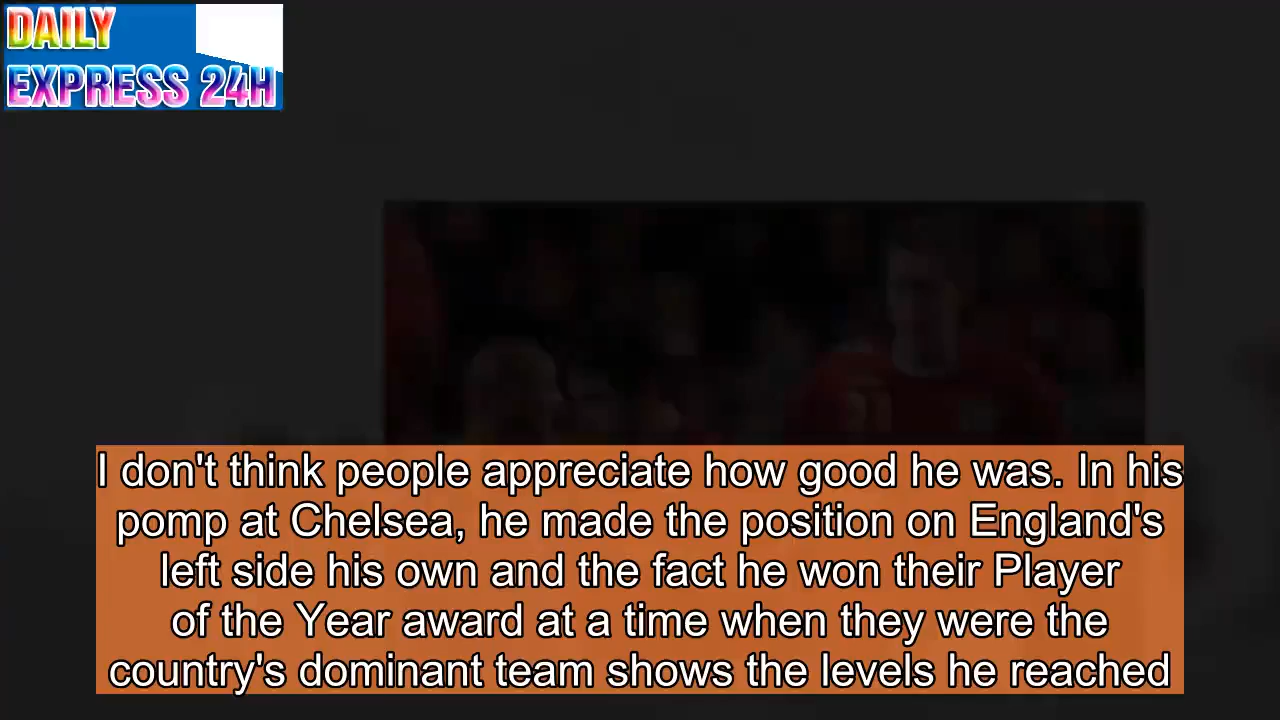 DAILY
EXPRESS 24H
I don't think people appreciate how good he was. In his
pomp at Chelsea, he made the position on England's
left side his own and the fact he won their Player
of the Year award at a time when they were the
country's dominant team shows the levels he reached